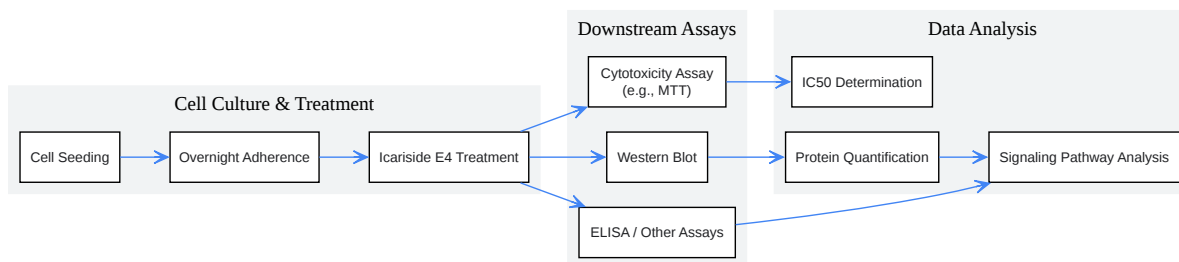 Cell Culture & Treatment
Cell Seeding
Overnight Adherence
Icariside E4 Treatment
Downstream Assays
Cytotoxicity Assay
(e.g., MTT)
Western Blot
ELISA / Other Assays
Data Analysis
IC50 Determination
Protein Quantification
Signaling Pathway Analysis